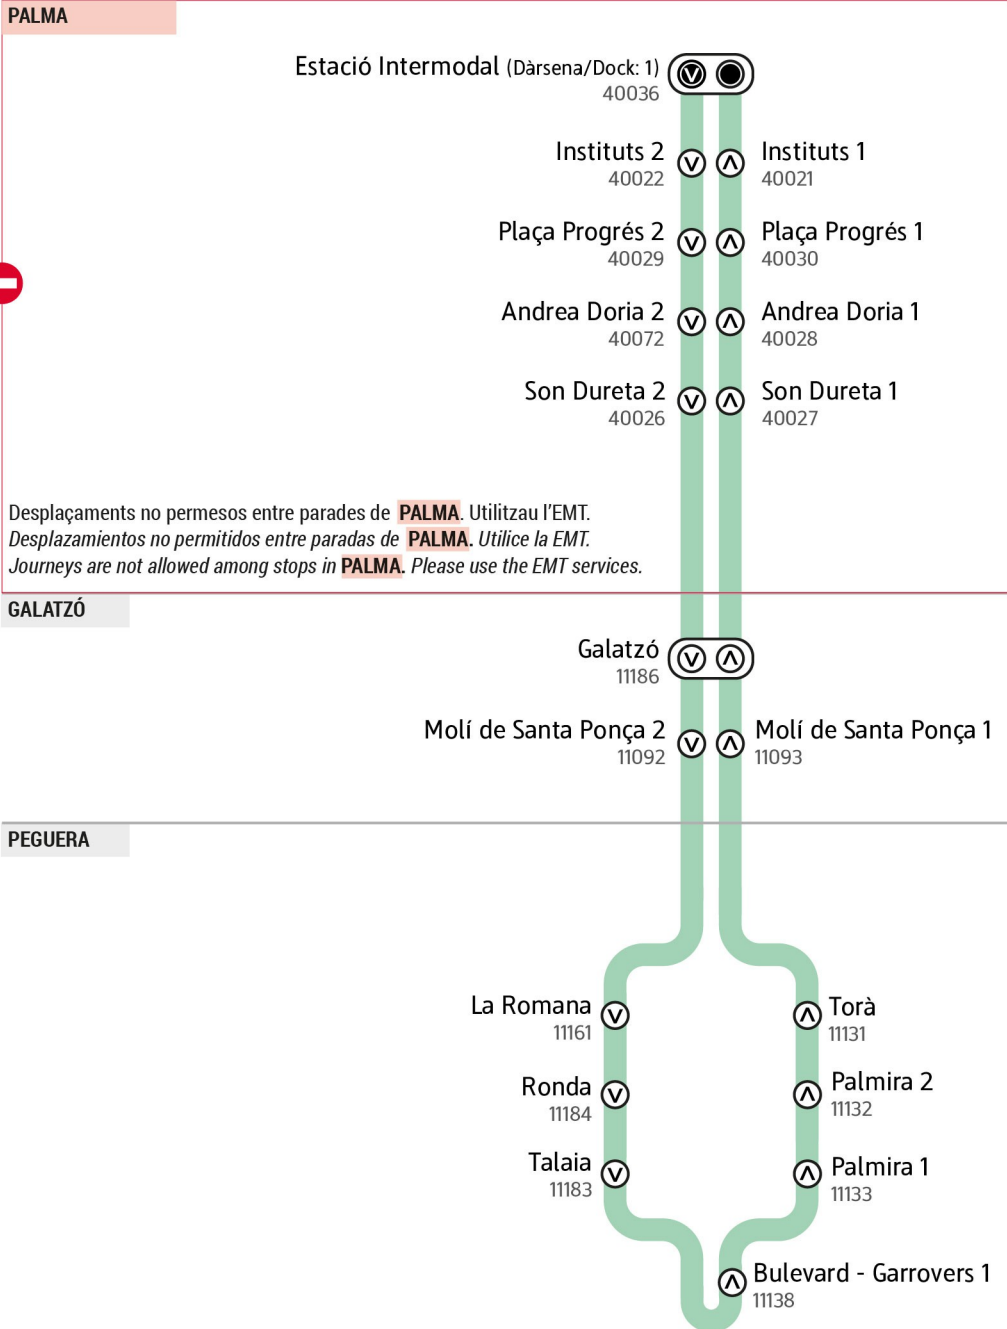 PALMA
Estació Intermodal (Dàrsena/Dock: 1)
40036
Instituts 2
40022
Instituts 1
40021
Plaça Progrés 2
40029
Plaça Progrés 1
40030
Andrea Doria 2
40072
Andrea Doria 1
40028
Son Dureta 2
40026
Son Dureta 1
40027
Desplaçaments no permesos entre parades de PALMA. Utilitzau l'EMT.
Desplazamientos no permitidos entre paradas de PALMA. Utilice la EMT.
Journeys are not allowed among stops in PALMA. Please use the EMT services.
GALATZÓ
Galatzó
11186
Molí de Santa Ponça 2
11092
Molí de Santa Ponça 1
11093
PEGUERA
La Romana
11161
Torà
11131
Ronda
11184
Palmira 2
11132
Talaia
11183
Palmira 1
11133
Bulevard - Garrovers 1
11138